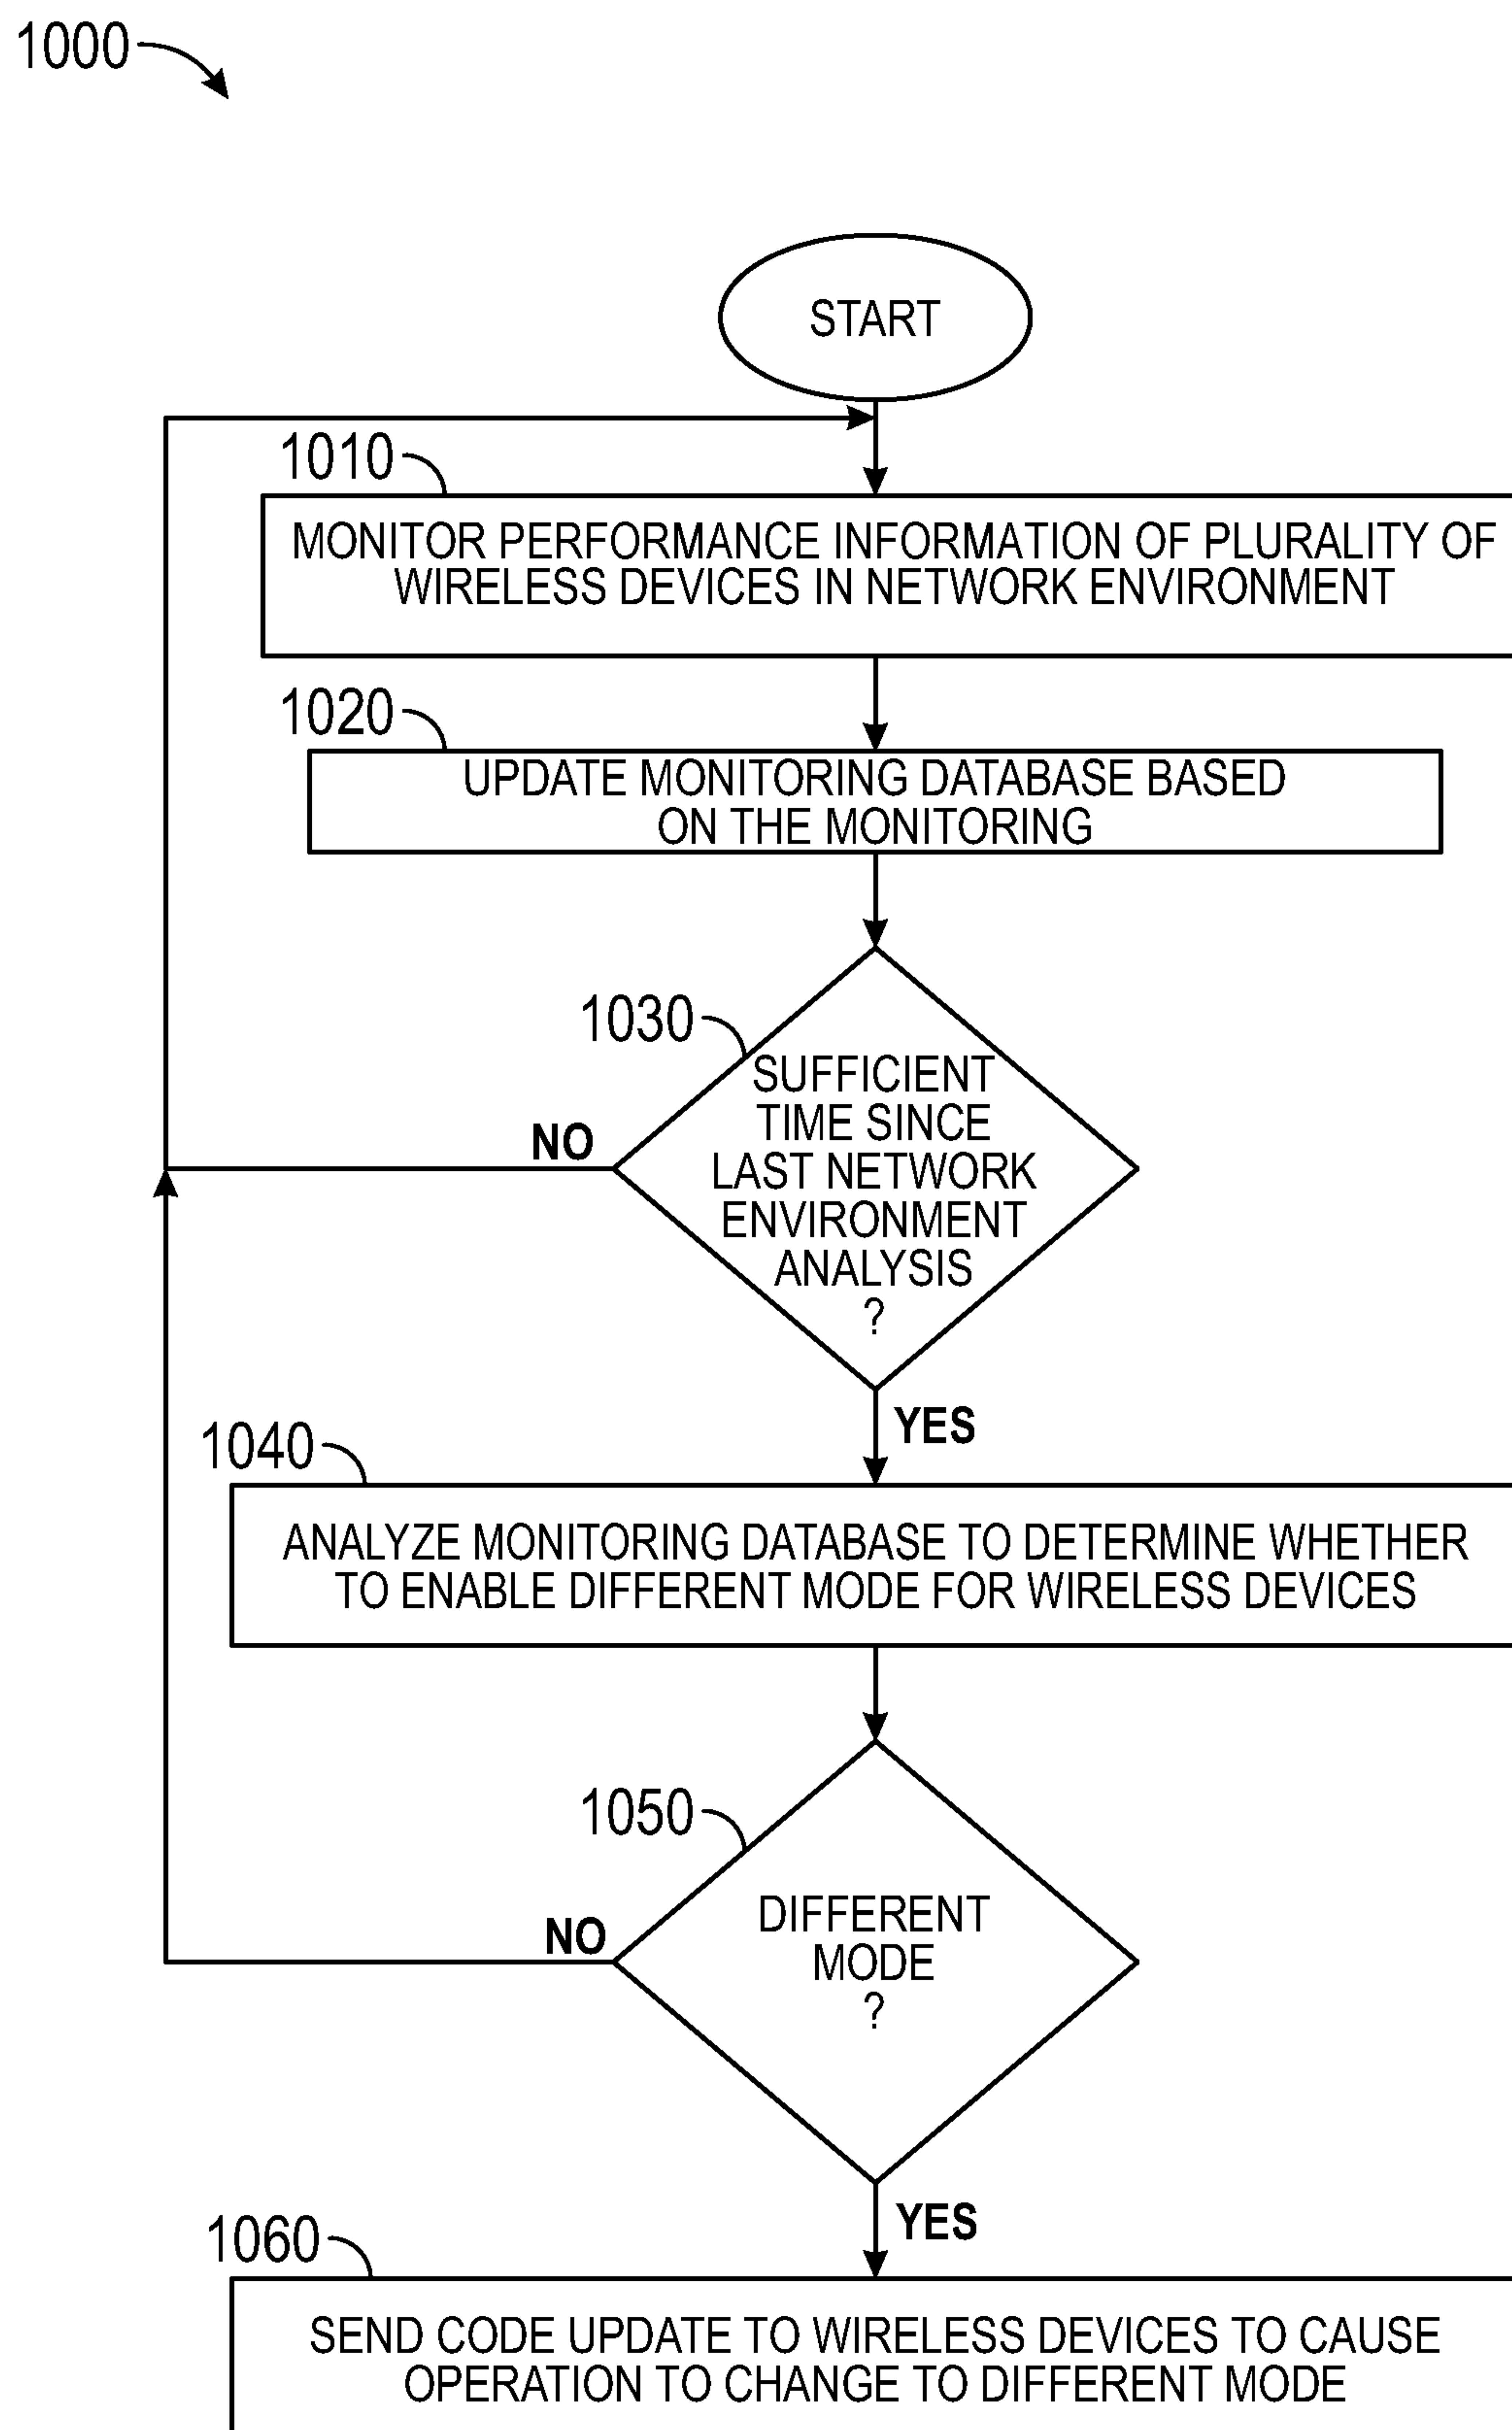 1000
START
1010
MONITOR PERFORMANCE INFORMATION OF PLURALITY OF
WIRELESS DEVICES IN NETWORK ENVIRONMENT
1020
UPDATE MONITORING DATABASE BASED
ON THE MONITORING
1030
SUFFICIENT
TIME SINCE
LAST NETWORK
ENVIRONMENT
ANALYSIS
?
NO
YES
1040
ANALYZE MONITORING DATABASE TO DETERMINE WHETHER
TO ENABLE DIFFERENT MODE FOR WIRELESS DEVICES
1050
DIFFERENT
MODE
?
NO
YES
1060
SEND CODE UPDATE TO WIRELESS DEVICES TO CAUSE
OPERATION TO CHANGE TO DIFFERENT MODE